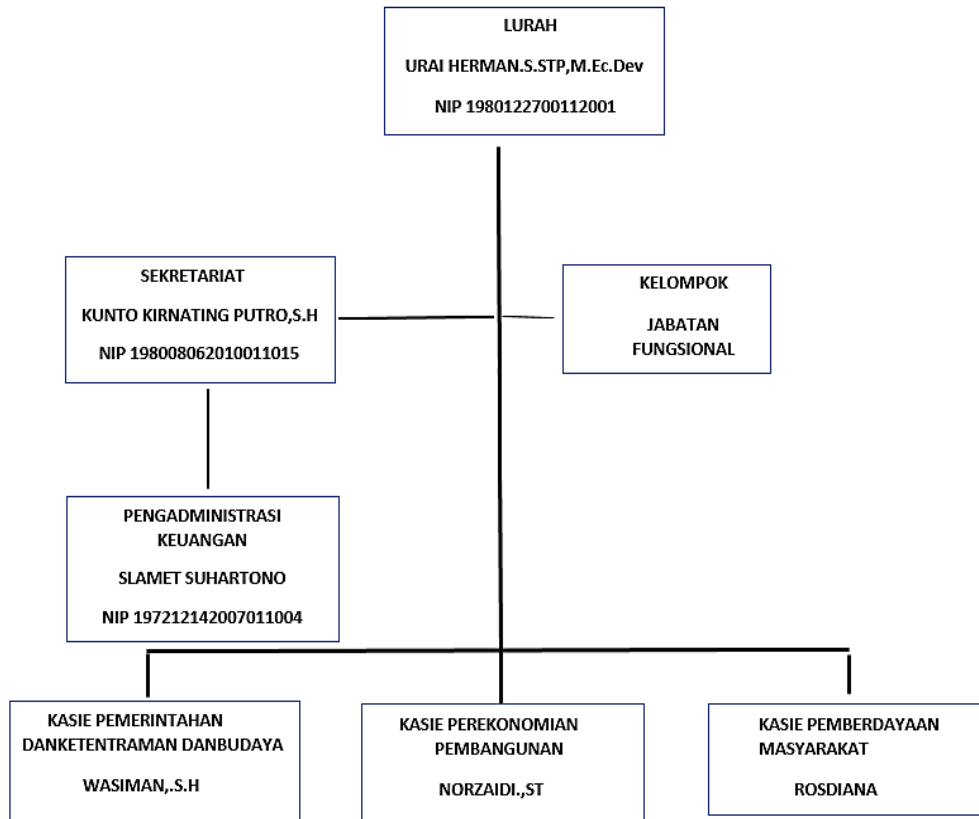 LURAH
URAI HERMAN.S.STP,M.Ec.Dev
NIP 1980122700112001
SEKRETARIAT
KUNTO KIRNATING PUTRO,S.H
NIP 198008062010011015
KELOMPOK
JABATAN
FUNGSIONAL
PENGADMINISTRASI
KEUANGAN
SLAMET SUHARTONO
NIP 197212142007011004
KASIE PEMERINTAHAN
DANKETENTRAMAN DANBUDAYA
WASIMAN,.S.H
KASIE PEREKONOMIAN
PEMBANGUNAN
NORZAIDI.,ST
KASIE PEMBERDAYAAN
MASYARAKAT
ROSDIANA